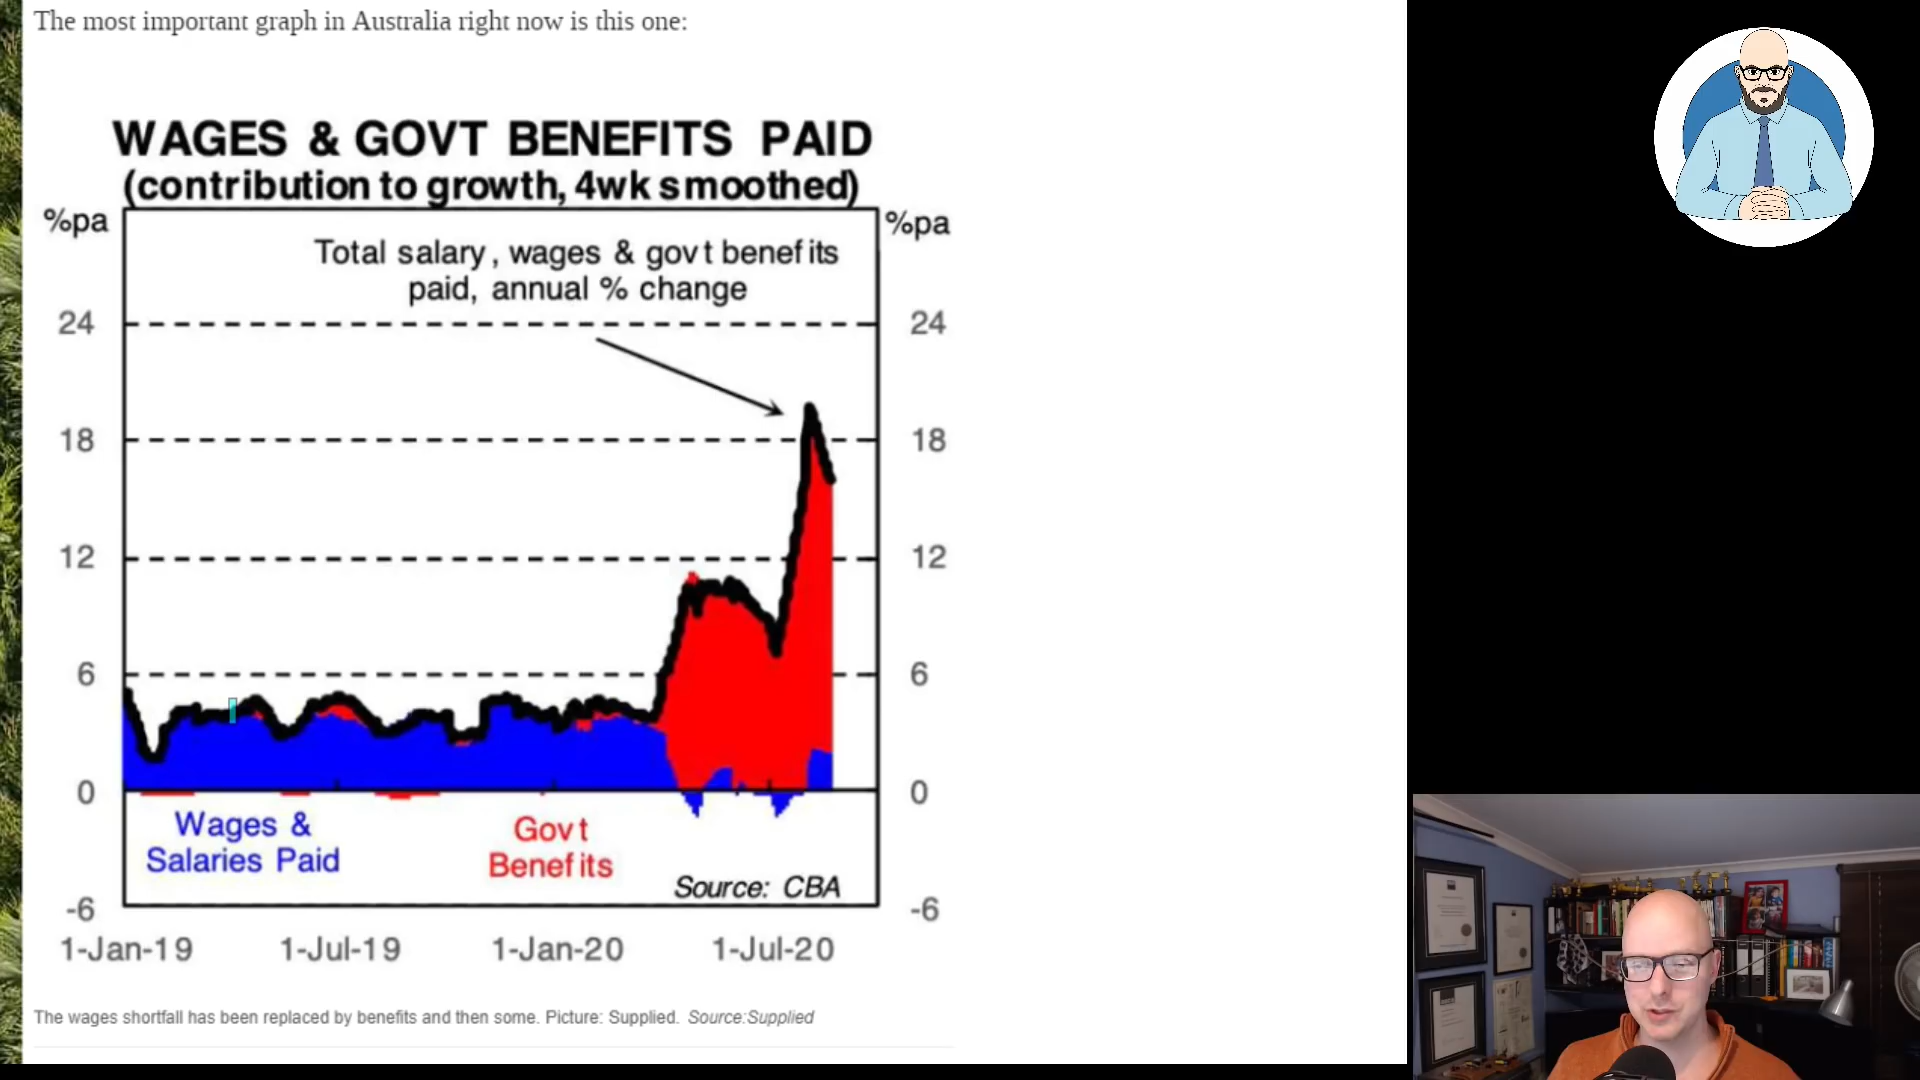 The most important graph in Australia right now is this one:
WAGES & GOVT BENEFITS PAID
(contribution to growth, 4wk smoothed)
%pa
%pa
Total salary, wages & govt benefits
paid, annual % change
24
24
18
18
12
12
6
6
0
0
Wages &
Salaries Paid
Govt
Benefits
Source: CBA
-6
-6
1-Jan-19
1-Jul-19
1-Jan-20
1-Jul-20
The wages shortfall has been replaced by benefits and then some. Picture: Supplied. Source:Supplied